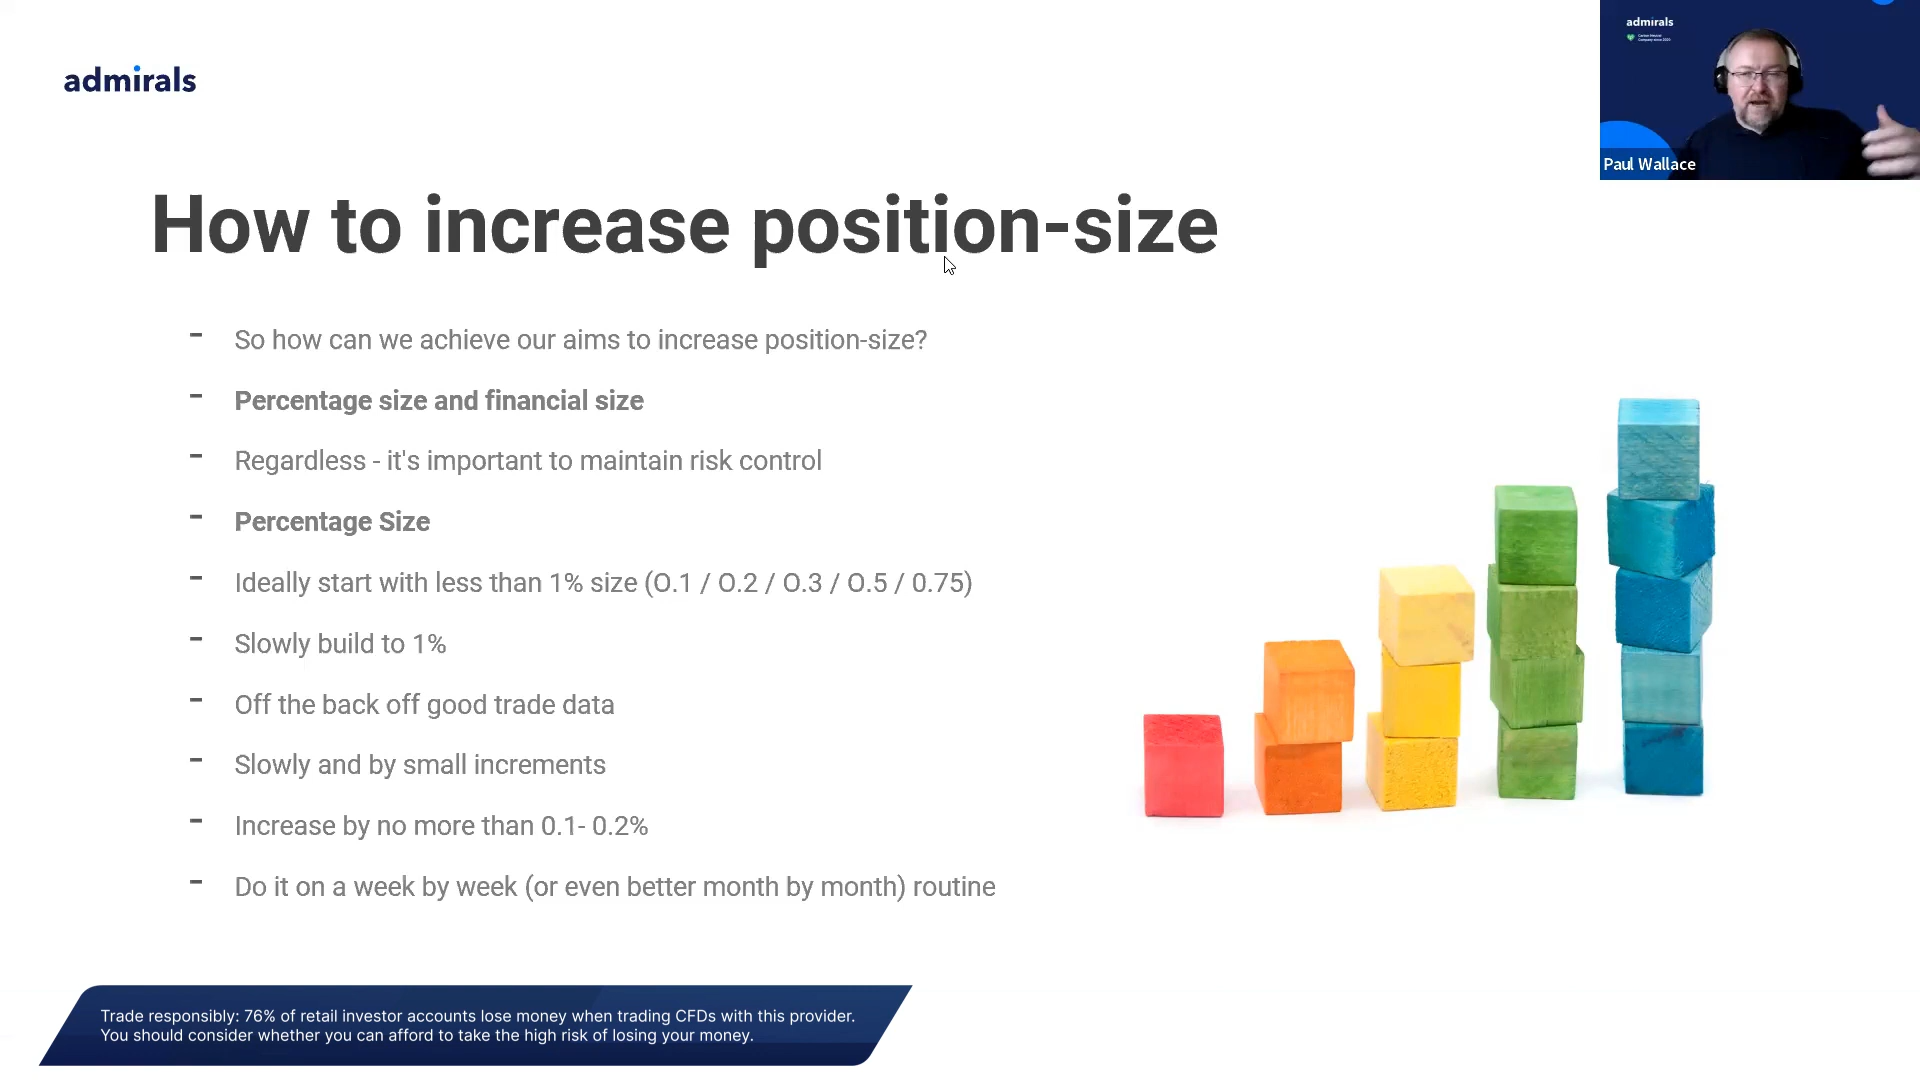 admirals
admirals
Carbon Neutral
Company since 2020
Paul Wallace
How to increase position-size
- So how can we achieve our aims to increase position-size?
- Percentage size and financial size
- Regardless - it's important to maintain risk control
- Percentage Size
- Ideally start with less than 1% size (O.1 / O.2 / O.3 / O.5 / 0.75)
- Slowly build to 1%
- Off the back off good trade data
- Slowly and by small increments
- Increase by no more than 0.1- 0.2%
- Do it on a week by week (or even better month by month) routine
Trade responsibly: 76% of retail investor accounts lose money when trading CFDs with this provider.
You should consider whether you can afford to take the high risk of losing your money.